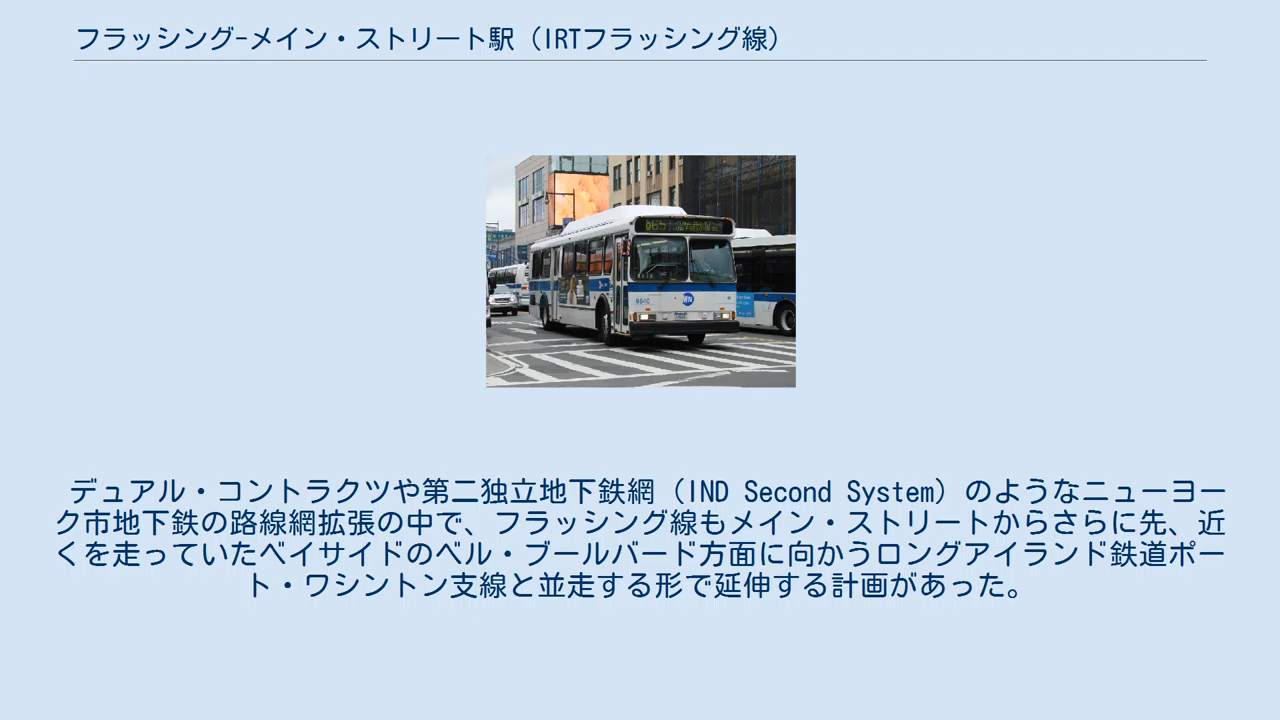 フラッシング-メイン・ストリート駅（IRTフラッシング線）
デュアル・コントラクツや第二独立地下鉄網（IND Second System）のようなニューヨー
ク市地下鉄の路線網拡張の中で、フラッシング線もメイン・ストリートからさらに先、近
くを走っていたベイサイドのベル・ブールバード方面に向かうロングアイランド鉄道ポー
ト・ワシントン支線と並走する形で延伸する計画があった。